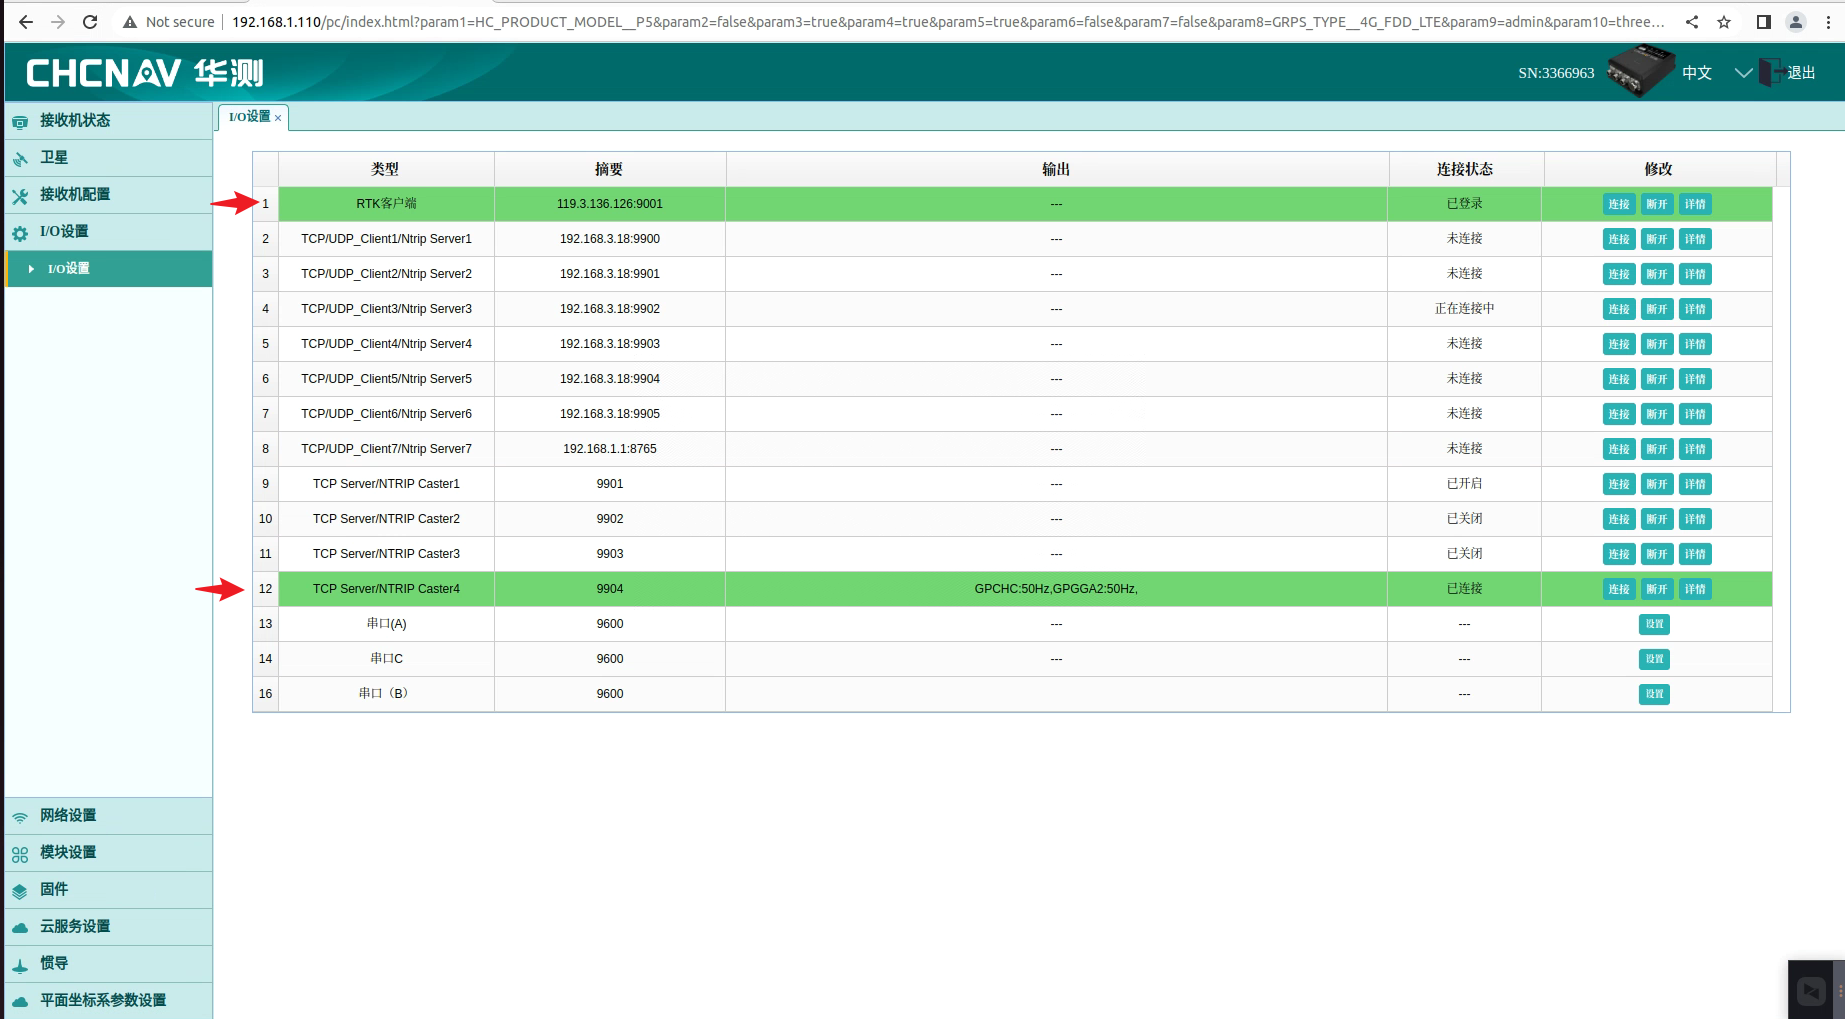 Not secure | 192.168.1.110/pc/index.html?param1=HC_PRODUCT_MODEL__P5&param2=false&param3=true&param4=true&param5=true&param6=false&param7=false&param8=GRPS_TYPE__4G_FDD_LTE&param9=admin&param10=three...
CHCNAV 华测
SN:3366963 中文 退出
接收机状态
卫星
接收机配置
I/O设置
I/O设置
网络设置
模块设置
固件
云服务设置
惯导
平面坐标系参数设置
I/O设置 ×
类型 摘要 输出 连接状态 修改
1 RTK客户端 119.3.136.126:9001 --- 已登录 连接 断开 详情
2 TCP/UDP_Client1/Ntrip Server1 192.168.3.18:9900 --- 未连接 连接 断开 详情
3 TCP/UDP_Client2/Ntrip Server2 192.168.3.18:9901 --- 未连接 连接 断开 详情
4 TCP/UDP_Client3/Ntrip Server3 192.168.3.18:9902 --- 正在连接中 连接 断开 详情
5 TCP/UDP_Client4/Ntrip Server4 192.168.3.18:9903 --- 未连接 连接 断开 详情
6 TCP/UDP_Client5/Ntrip Server5 192.168.3.18:9904 --- 未连接 连接 断开 详情
7 TCP/UDP_Client6/Ntrip Server6 192.168.3.18:9905 --- 未连接 连接 断开 详情
8 TCP/UDP_Client7/Ntrip Server7 192.168.1.1:8765 --- 未连接 连接 断开 详情
9 TCP Server/NTRIP Caster1 9901 --- 已开启 连接 断开 详情
10 TCP Server/NTRIP Caster2 9902 --- 已关闭 连接 断开 详情
11 TCP Server/NTRIP Caster3 9903 --- 已关闭 连接 断开 详情
12 TCP Server/NTRIP Caster4 9904 GPCHC:50Hz,GPGGA2:50Hz, 已连接 连接 断开 详情
13 串口(A) 9600 --- --- 设置
14 串口C 9600 --- --- 设置
16 串口（B） 9600 --- 设置